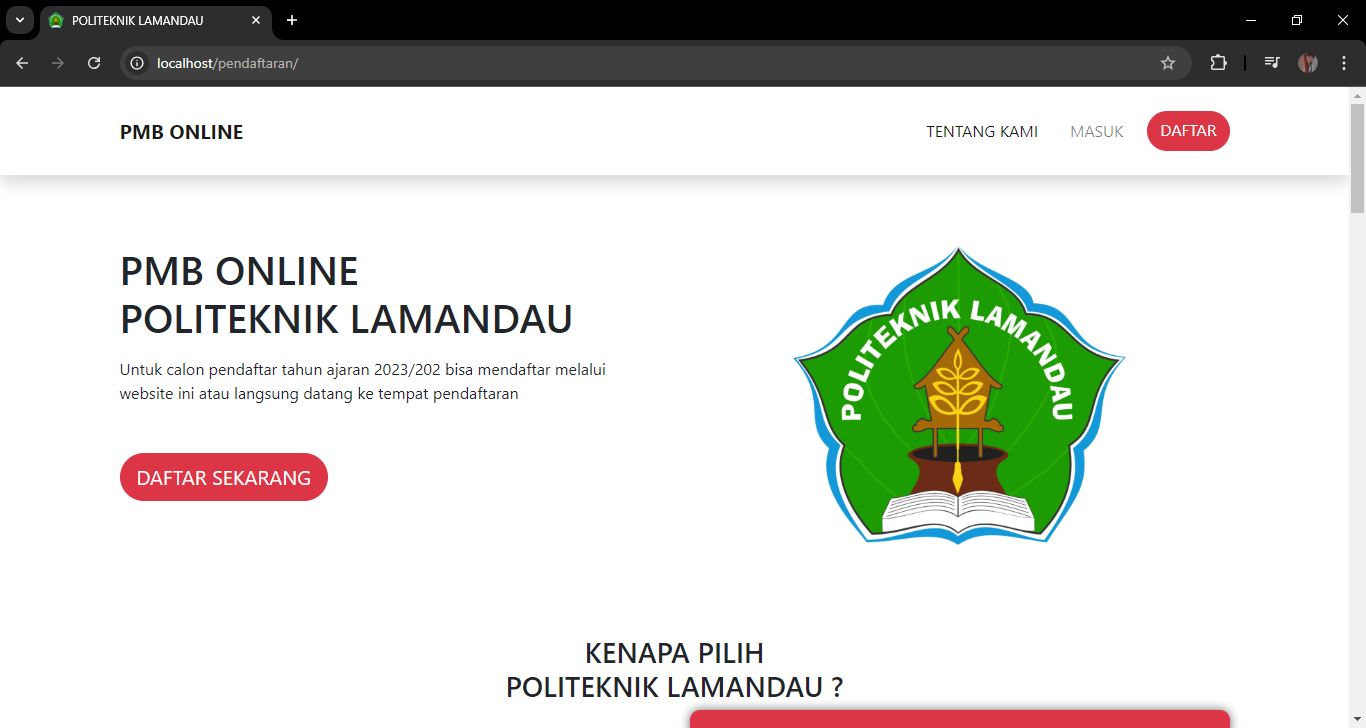 POLITEKNIK LAMANDAU
localhost/pendaftaran/
PMB ONLINE
TENTANG KAMI
MASUK
DAFTAR
PMB ONLINE
POLITEKNIK LAMANDAU
Untuk calon pendaftar tahun ajaran 2023/202 bisa mendaftar melalui
website ini atau langsung datang ke tempat pendaftaran
DAFTAR SEKARANG
POLITEKNIK LAMANDAU
KENAPA PILIH
POLITEKNIK LAMANDAU ?